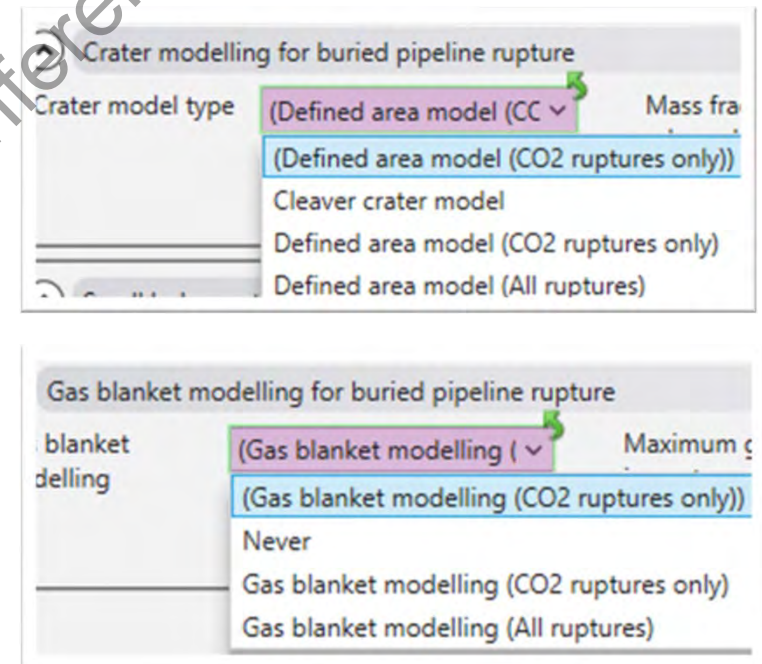 Crater modelling for buried pipeline rupture
Crater model type (Defined area model (CC Mass fra
(Defined area model (CO2 ruptures only))
Cleaver crater model
Defined area model (CO2 ruptures only)
Defined area model (All ruptures)
Gas blanket modelling for buried pipeline rupture
blanket (Gas blanket modelling ( Maximum g
delling
(Gas blanket modelling (CO2 ruptures only))
Never
Gas blanket modelling (CO2 ruptures only)
Gas blanket modelling (All ruptures)